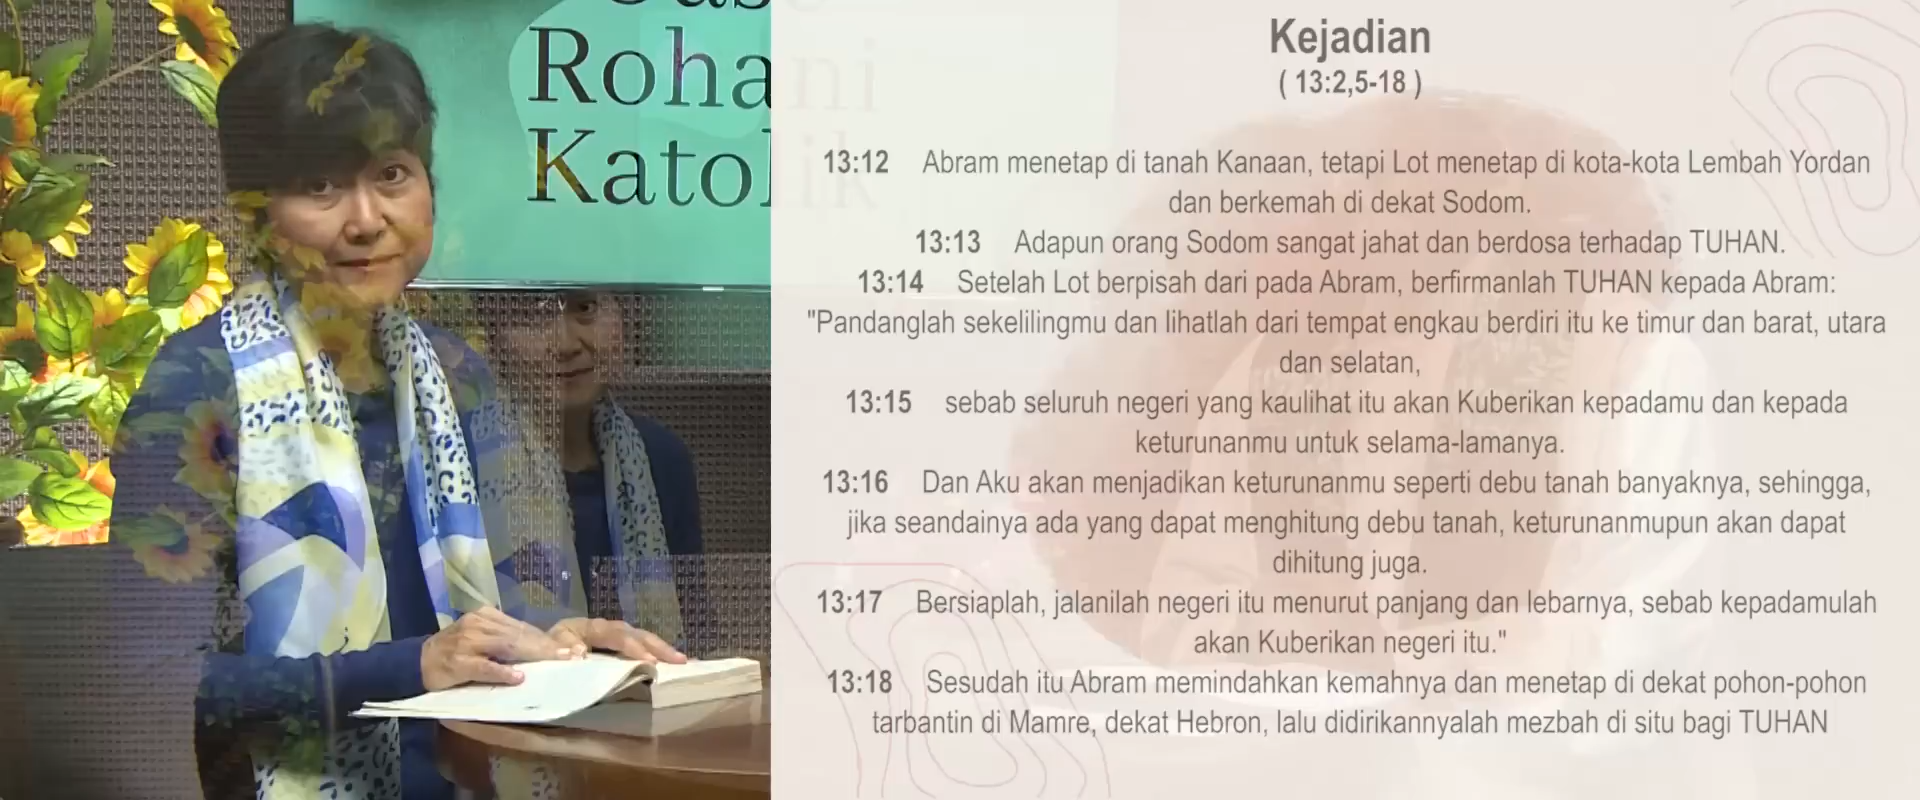 Rohani
Katolik
Kejadian
( 13:2,5-18 )
13:12 Abram menetap di tanah Kanaan, tetapi Lot menetap di kota-kota Lembah Yordan
dan berkemah di dekat Sodom.
13:13 Adapun orang Sodom sangat jahat dan berdosa terhadap TUHAN.
13:14 Setelah Lot berpisah dari pada Abram, berfirmanlah TUHAN kepada Abram:
"Pandanglah sekelilingmu dan lihatlah dari tempat engkau berdiri itu ke timur dan barat, utara
dan selatan,
13:15 sebab seluruh negeri yang kaulihat itu akan Kuberikan kepadamu dan kepada
keturunanmu untuk selama-lamanya.
13:16 Dan Aku akan menjadikan keturunanmu seperti debu tanah banyaknya, sehingga,
jika seandainya ada yang dapat menghitung debu tanah, keturunanmupun akan dapat
dihitung juga.
13:17 Bersiaplah, jalanilah negeri itu menurut panjang dan lebarnya, sebab kepadamulah
akan Kuberikan negeri itu."
13:18 Sesudah itu Abram memindahkan kemahnya dan menetap di dekat pohon-pohon
tarbantin di Mamre, dekat Hebron, lalu didirikannyalah mezbah di situ bagi TUHAN